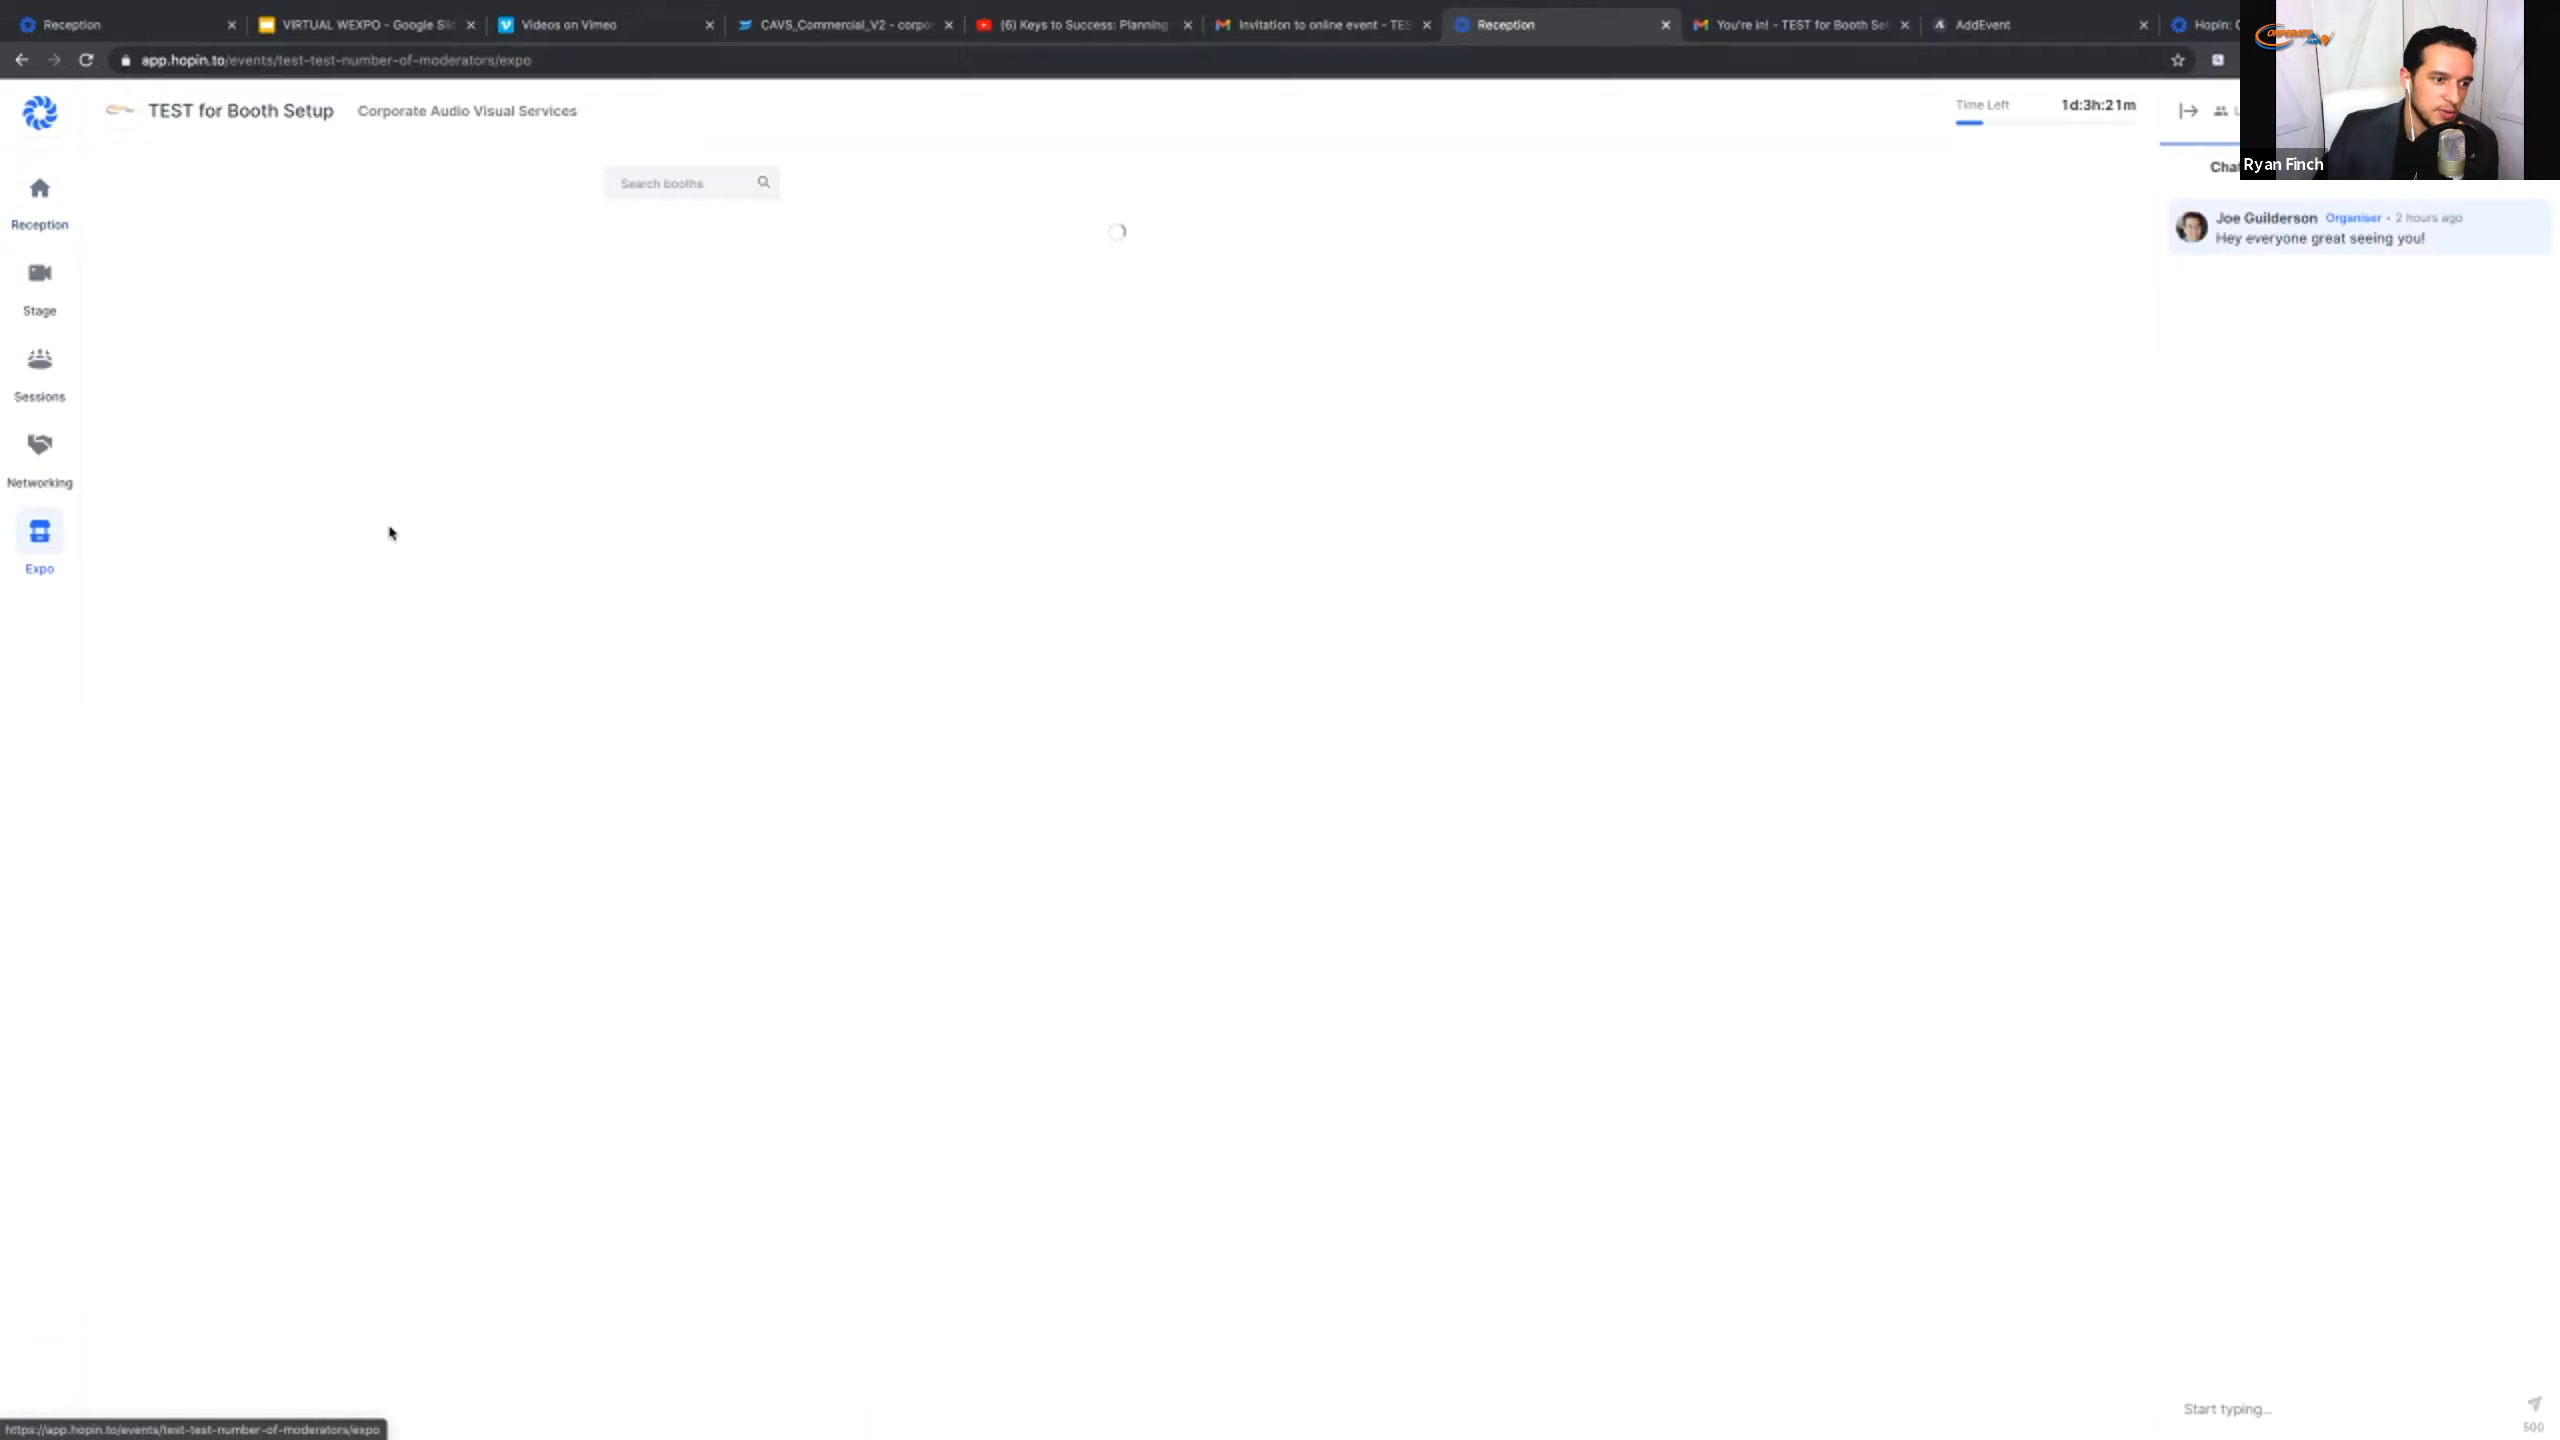 Reception
VIRTUAL WEXPO - Google Sli
Videos on Vimeo
CAVS_Commercial_V2 - corpo
(6) Keys to Success: Planning
Invitation to online event - TES
Reception
You're in! - TEST for Booth Se
AddEvent
Hopin:
app.hopin.to/events/test-test-number-of-moderators/expo
TEST for Booth Setup
Corporate Audio Visual Services
Time Left
1d:3h:21m
Ryan Finch
Search booths
Chat
Reception
Stage
Sessions
Networking
Expo
Joe Guilderson Organiser • 2 hours ago
Hey everyone great seeing you!
Start typing...
500
https://app.hopin.to/events/test-test-number-of-moderators/expo